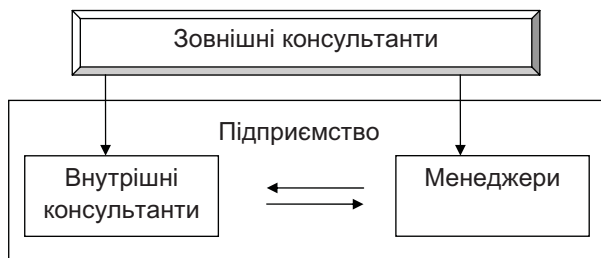 Зовнішні консультанти
Підприємство
Внутрішні
консультанти
Менеджери